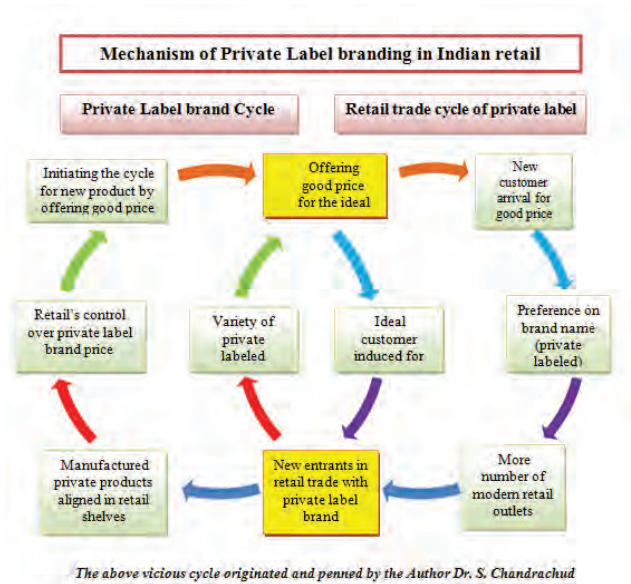 Mechanism of Private Label branding in Indian retail
Private Label brand Cycle
Retail trade cycle of private label
Initiating the cycle
for new product by
offering good price
Offering
good price
for the ideal
New
customer
arrival for
good price
Retail's control
over private label
brand price
Variety of
private
labeled
Ideal
customer
induced for
Preference on
brand name
(private
labeled)
Manufactured
private products
aligned in retail
shelves
New entrants in
retail trade with
private label
brand
More
number of
modern retail
outlets
The above vicious cycle originated and penned by the Author Dr. S. Chandrachud